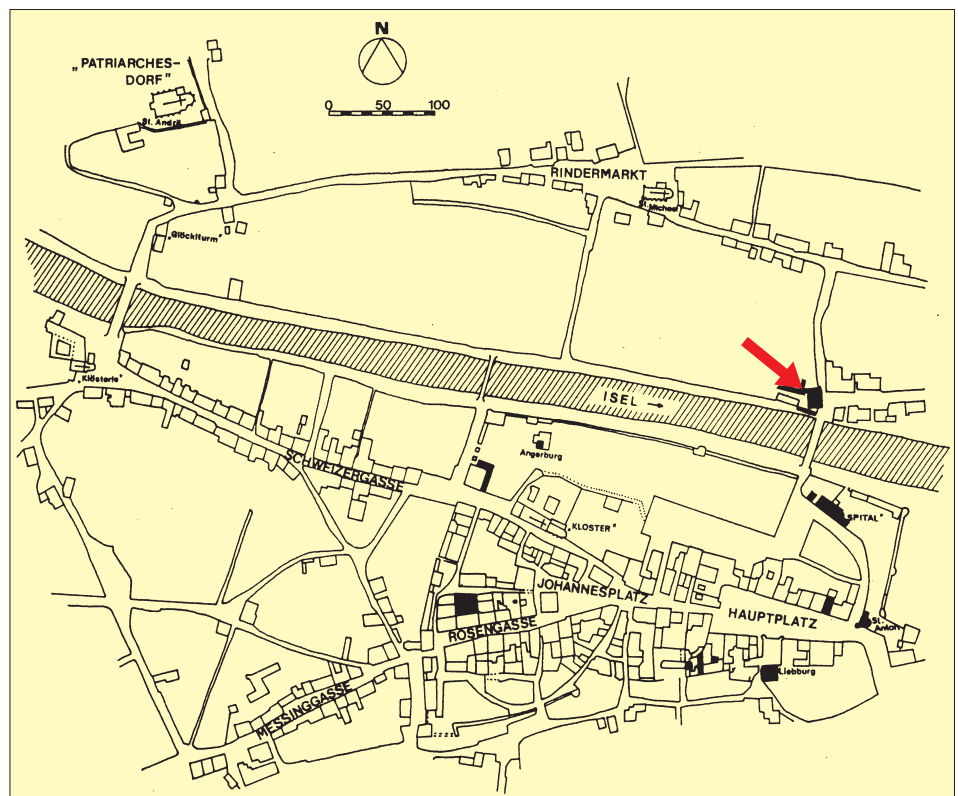 N
„PATRIARCHES-
DORF"
0 50 100
St. Andrä
RINDERMARKT
St. Michael
„Glöcklturm"
„Klösterle"
ISEL
Angerburg
SCHWEIZERGASSE
„SPITAL"
„KLOSTER"
JOHANNESPLATZ
HAUPTPLATZ
St. Anton
ROSENGASSE
Liebburg
MESSINGGASSE